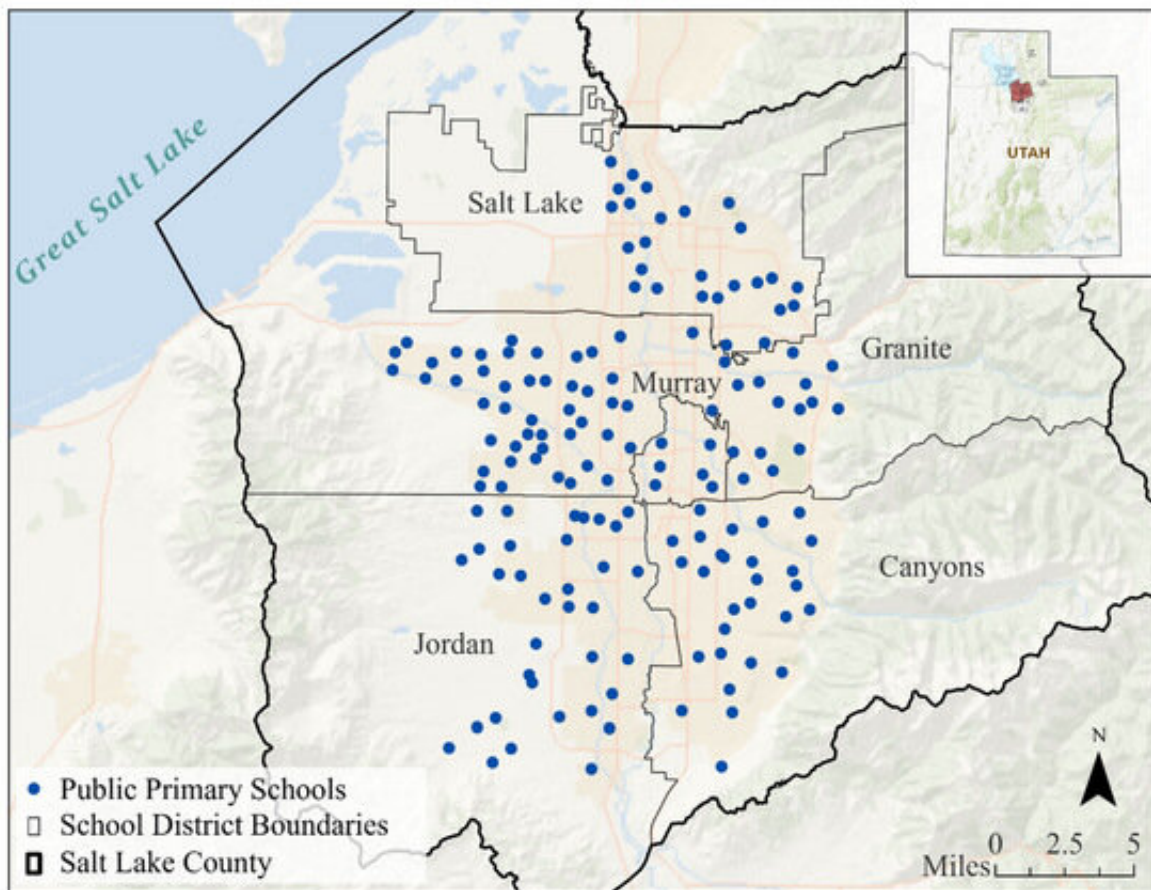 Great Salt Lake
UTAH
Salt Lake
Granite
Murray
Canyons
Jordan
N
Public Primary Schools
School District Boundaries
Salt Lake County
0 2.5 5
Miles